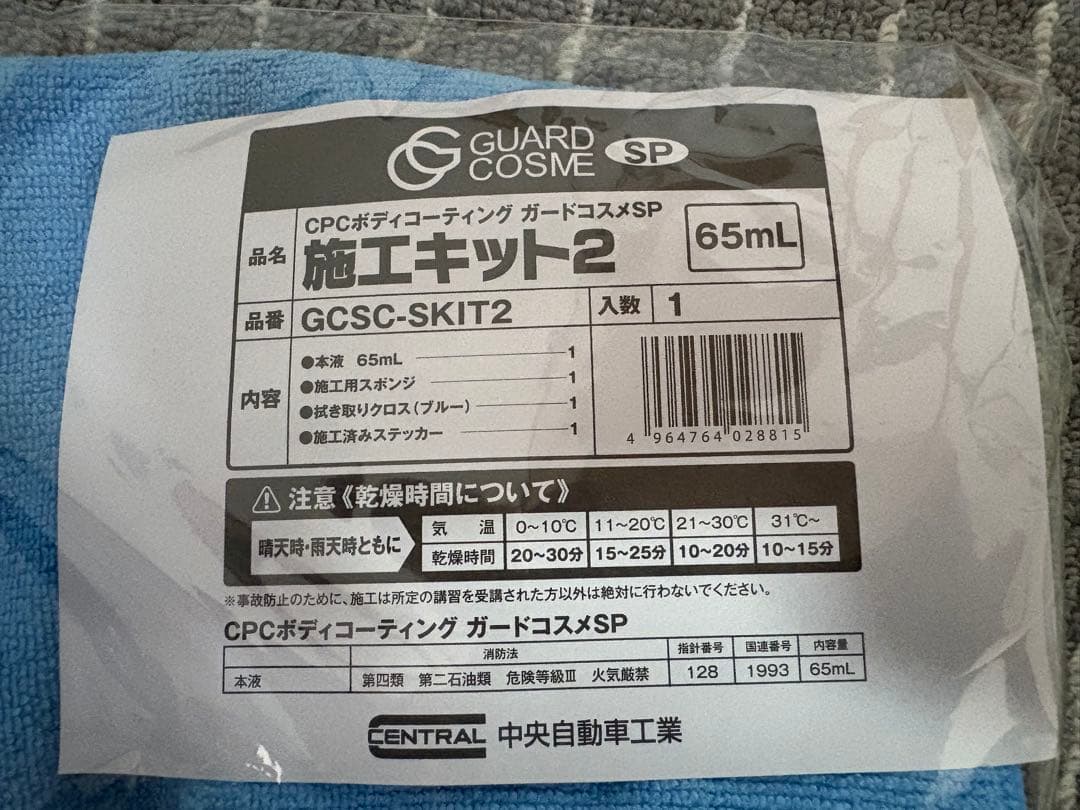 GUARD COSME SP
CPCボディコーティング ガードコスメSP
品名 施工キット2 65mL
品番 GCSC-SKIT2 入数 1
内容
●本液 65mL 1
●施工用スポンジ 1
●拭き取りクロス(ブルー) 1
●施工済みステッカー 1
4 964764 028815
注意《乾燥時間について》
晴天時・雨天時ともに
気温 0~10℃ 11~20℃ 21~30℃ 31℃~
乾燥時間 20~30分 15~25分 10~20分 10~15分
※事故防止のために、施工は所定の講習を受講された方以外は絶対に行わないでください。
CPCボディコーティング ガードコスメSP
消防法 指針番号 国連番号 内容量
本液 第四類 第二石油類 危険等級Ⅲ 火気厳禁 128 1993 65mL
CENTRAL 中央自動車工業